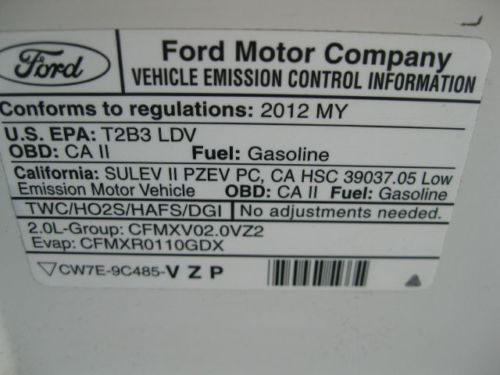 Ford
Ford Motor Company
VEHICLE EMISSION CONTROL INFORMATION
Conforms to regulations: 2012 MY
U.S. EPA: T2B3 LDV
OBD: CA II Fuel: Gasoline
California: SULEV II PZEV PC, CA HSC 39037.05 Low
Emission Motor Vehicle OBD: CA II Fuel: Gasoline
TWC/HO2S/HAFS/DGI No adjustments needed.
2.0L-Group: CFMXV02.0VZ2
Evap: CFMXR0110GDX
CW7E-9C485-V Z P